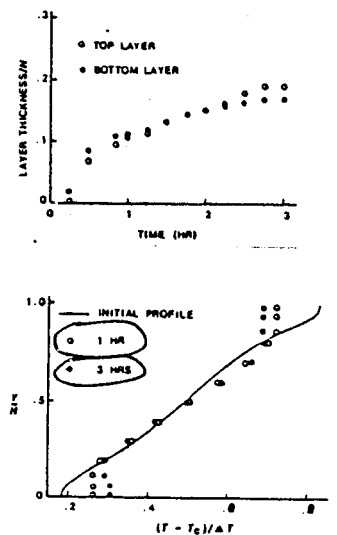 .3
TOP LAYER
BOTTOM LAYER
.2
LAYER THICKNESS/H
.1
0
0 1 2 3
TIME (HR)
1.0
INITIAL PROFILE
1 HR
3 HRS
.5
0
.2 .4 .6 .8
(T - Tc)/ΔT